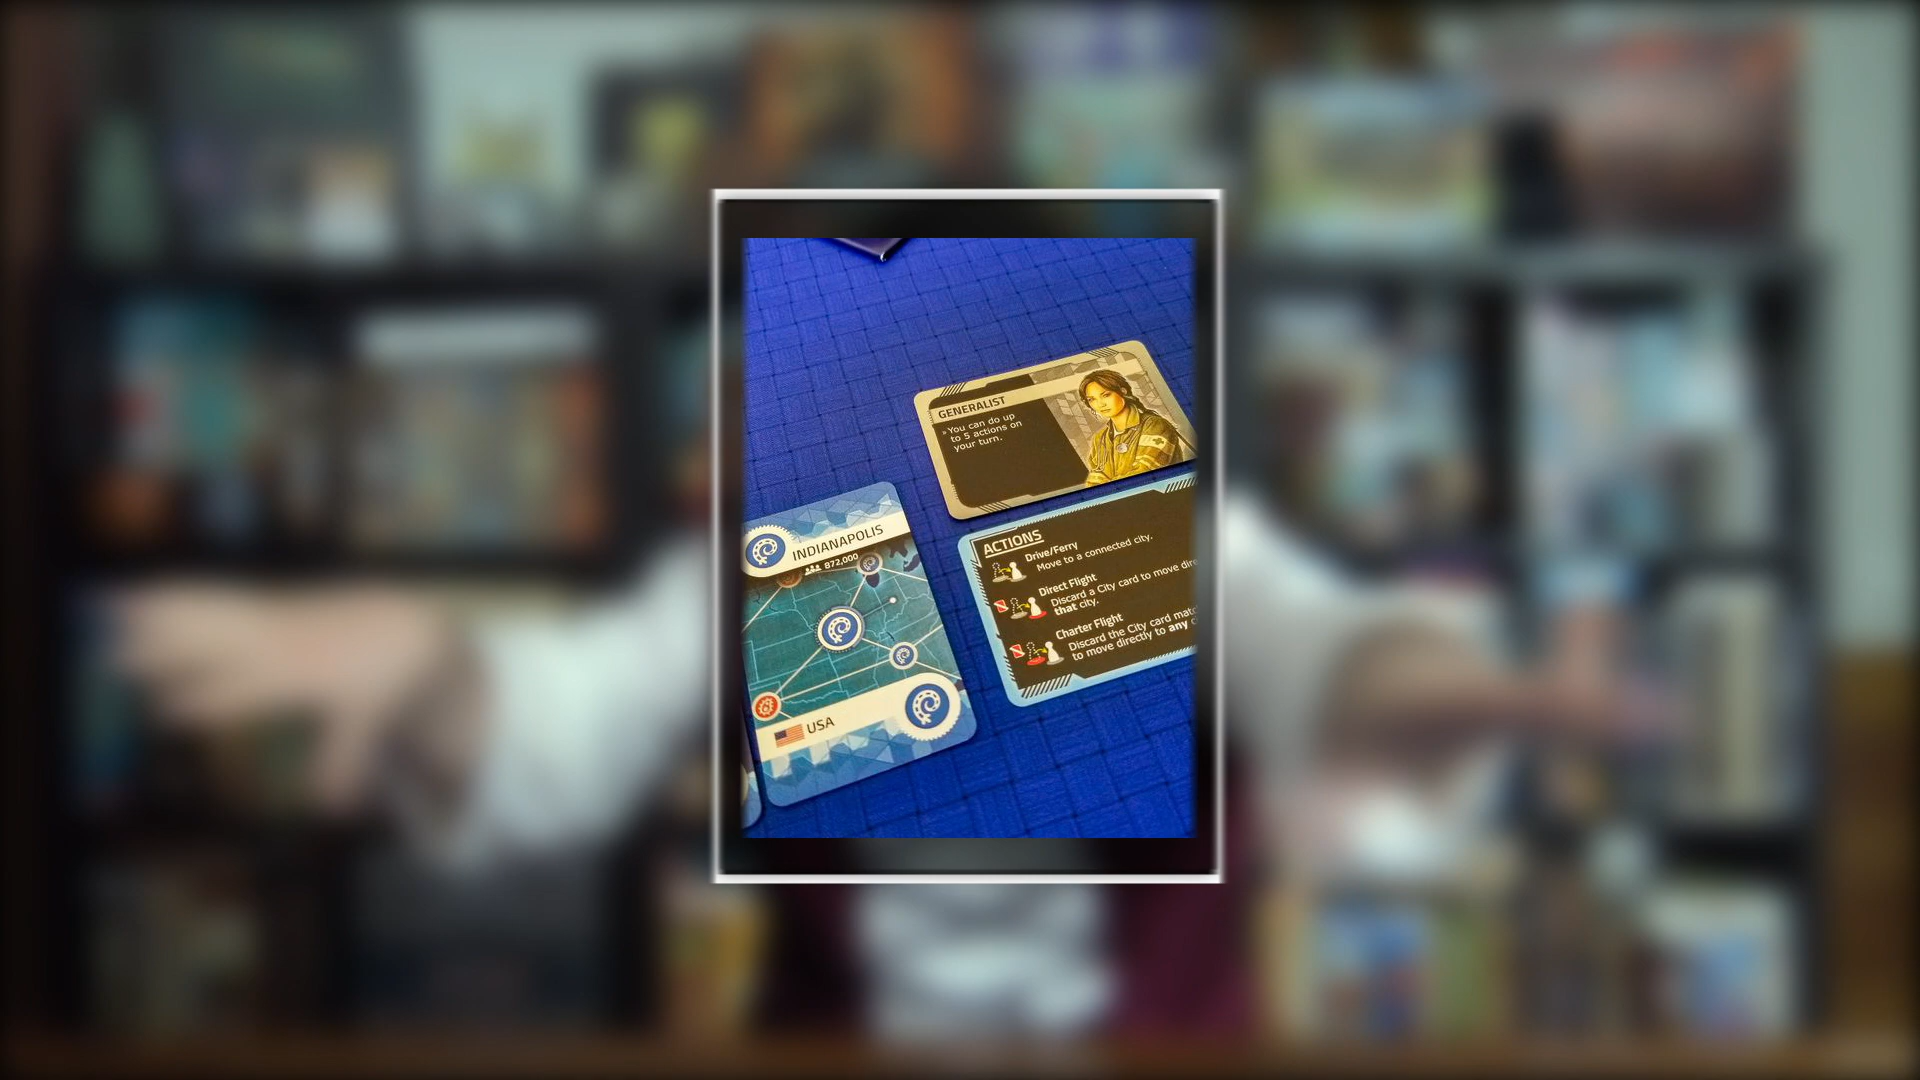 GENERALIST
» You can do up
to 5 actions on
your turn.
INDIANAPOLIS
872,000
USA
ACTIONS
Drive/Ferry
Move to a connected city.
Direct Flight
Discard a City card to move
that city.
Charter Flight
Discard the City card
to move directly to any